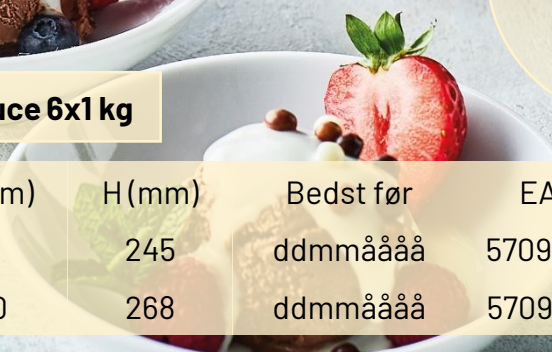 uce 6x1 kg
m) H (mm) Bedst før EA
245 ddmmåååå 5709
0 268 ddmmåååå 5709